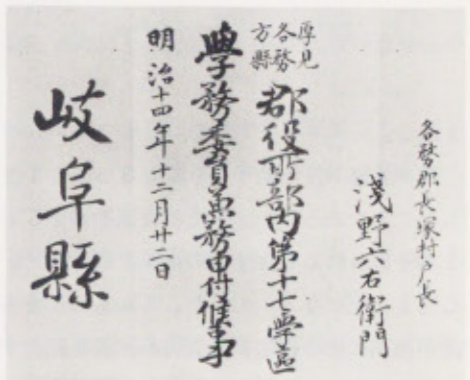 各務郡長塚村戸長
淺野六右衛門
厚見
各務
方縣
郡役所部内第十七学區
學務委員兼務申付候事
明治十四年十二月廿二日
岐阜縣